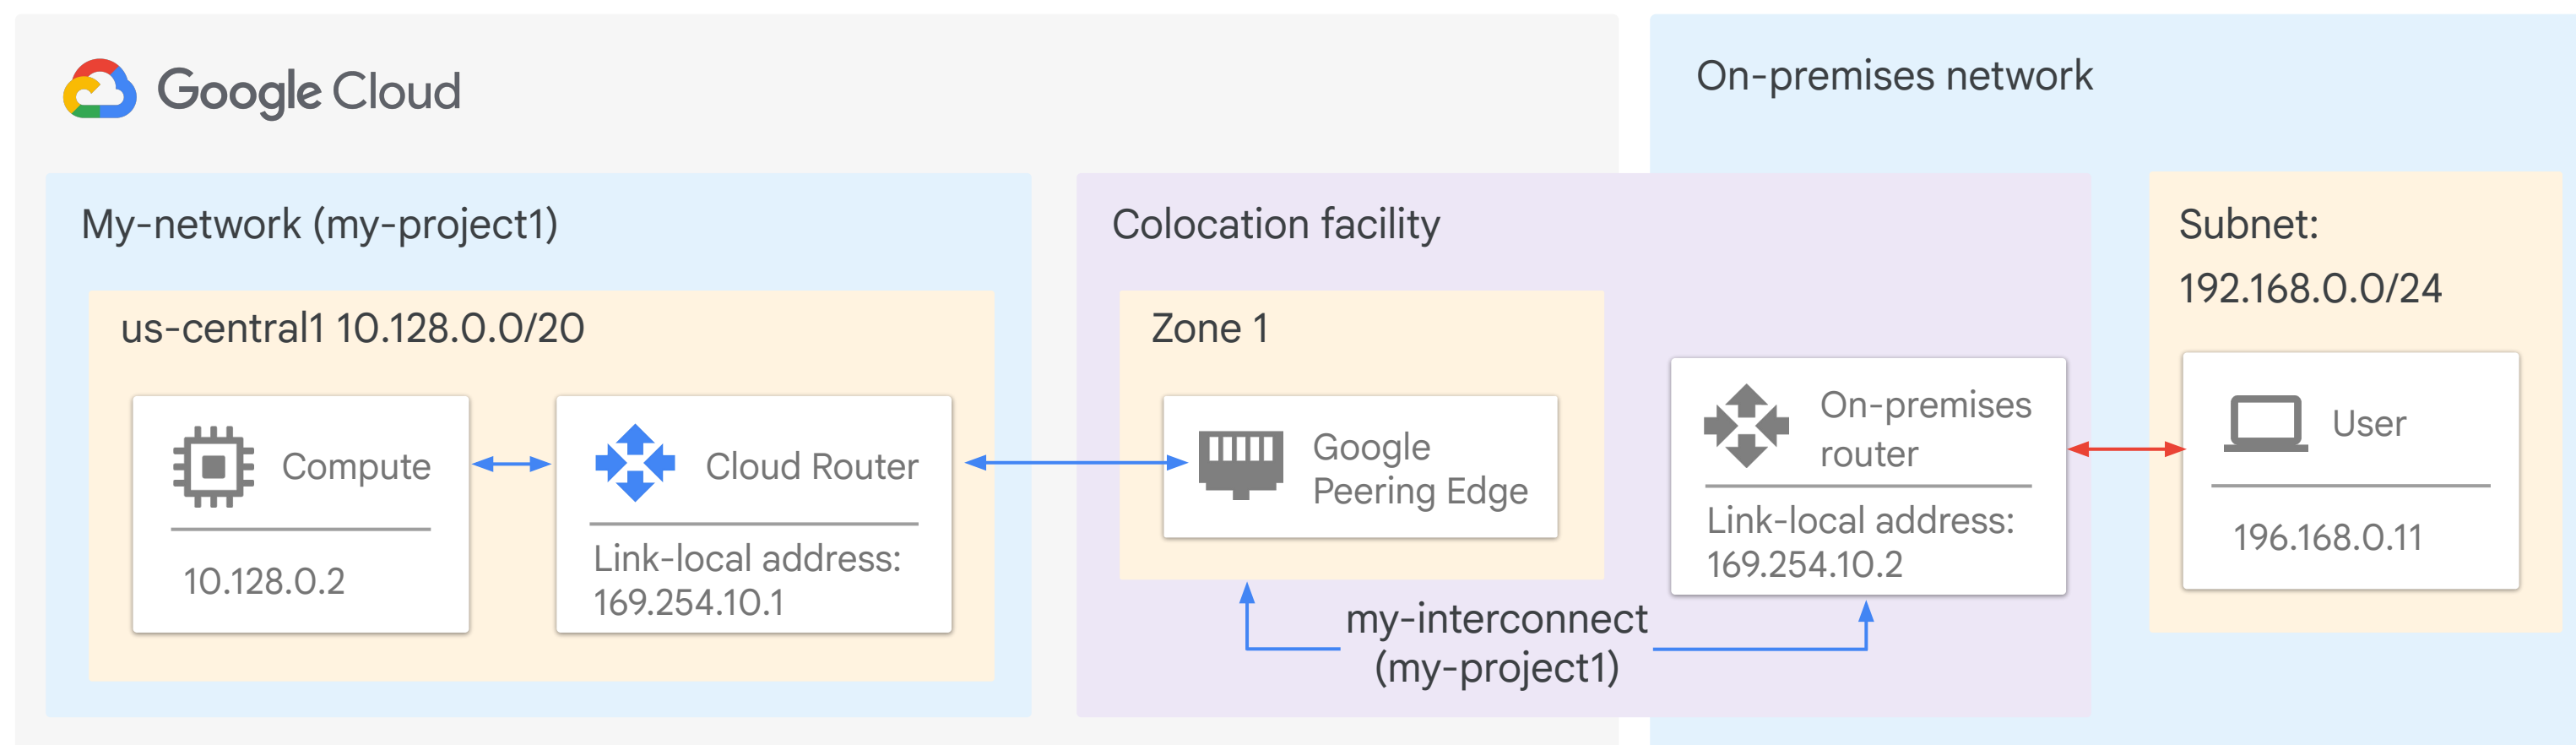 Google Cloud
On-premises network
My-network (my-project1)
us-central1 10.128.0.0/20
Compute
10.128.0.2
Cloud Router
Link-local address:
169.254.10.1
Colocation facility
Zone 1
Google
Peering Edge
my-interconnect
(my-project1)
On-premises
router
Link-local address:
169.254.10.2
Subnet:
192.168.0.0/24
User
196.168.0.11